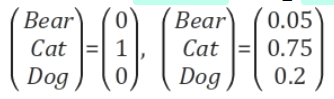 Bear 0 Bear 0.05
Cat = 1 , Cat = 0.75
Dog 0 Dog 0.2